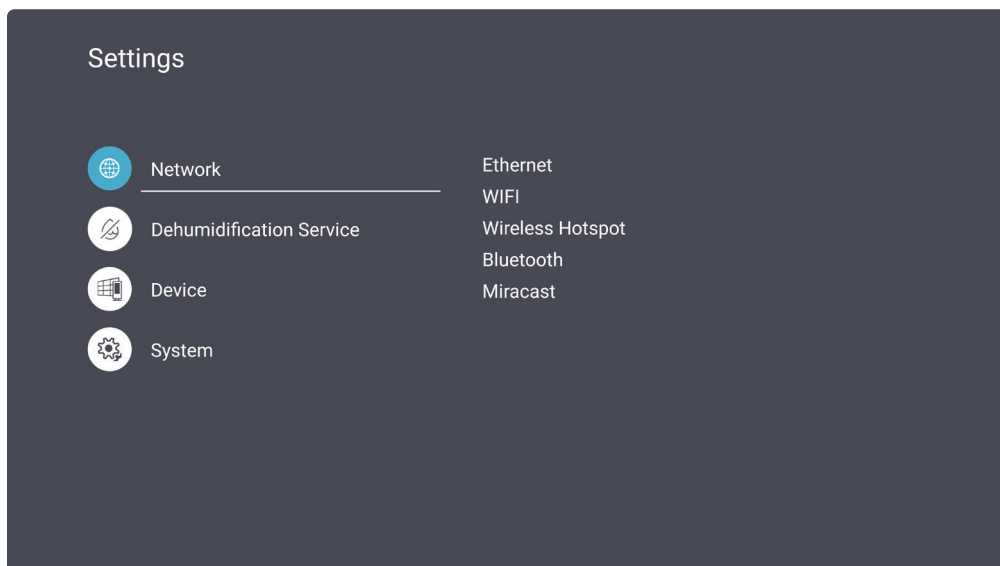 Settings
Network
Dehumidification Service
Device
System
Ethernet
WIFI
Wireless Hotspot
Bluetooth
Miracast